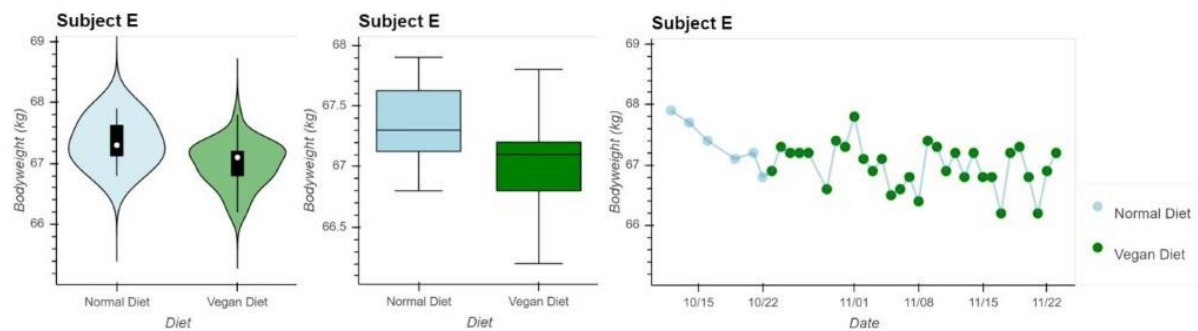 Subject E
69
68
67
66
Bodyweight (kg)
Normal Diet
Vegan Diet
Diet
Subject E
68
67.5
67
66.5
Bodyweight (kg)
Normal Diet
Vegan Diet
Diet
Subject E
69
68
67
66
Bodyweight (kg)
10/15
10/22
11/01
11/08
11/15
11/22
Date
Normal Diet
Vegan Diet